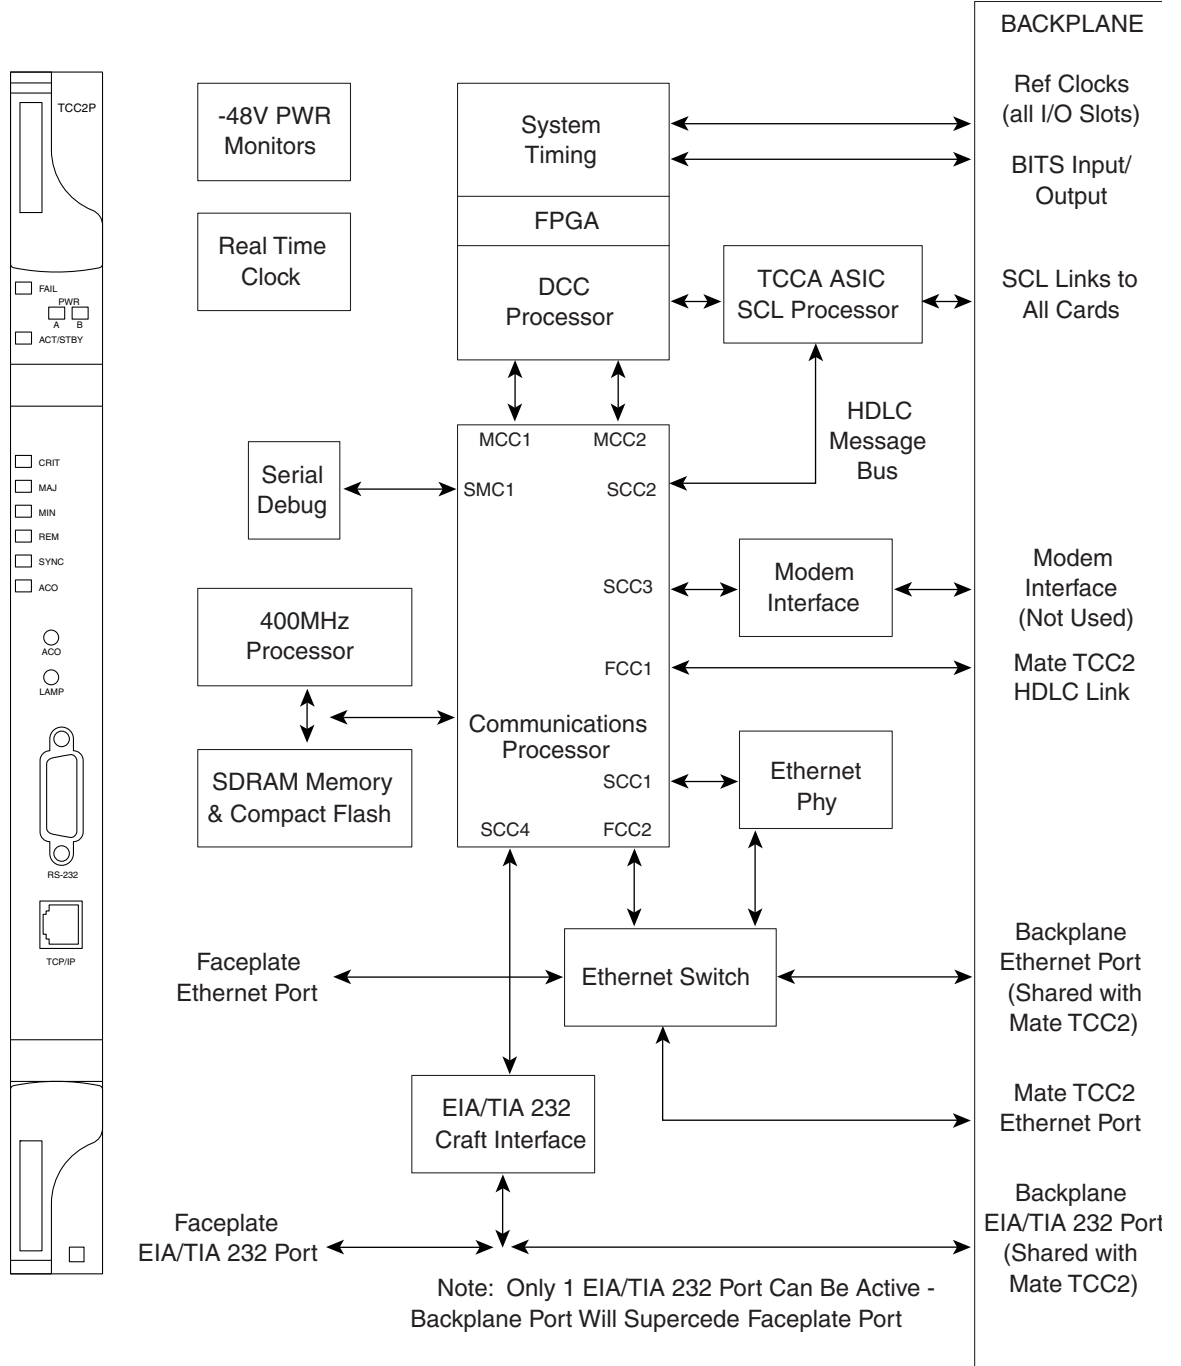 BACKPLANE
TCC2P
FAIL
PWR
A B
ACT/STBY
CRIT
MAJ
MIN
REM
SYNC
ACO
ACO
LAMP
RS-232
TCP/IP
-48V PWR
Monitors
Real Time
Clock
System
Timing
FPGA
DCC
Processor
TCCA ASIC
SCL Processor
Ref Clocks
(all I/O Slots)
BITS Input/
Output
SCL Links to
All Cards
HDLC
Message
Bus
Serial
Debug
MCC1
MCC2
SMC1
SCC2
SCC3
FCC1
Communications
Processor
SCC1
SCC4
FCC2
400MHz
Processor
SDRAM Memory
& Compact Flash
Modem
Interface
Modem
Interface
(Not Used)
Mate TCC2
HDLC Link
Ethernet
Phy
Faceplate
Ethernet Port
Ethernet Switch
Backplane
Ethernet Port
(Shared with
Mate TCC2)
Mate TCC2
Ethernet Port
EIA/TIA 232
Craft Interface
Faceplate
EIA/TIA 232 Port
Backplane
EIA/TIA 232 Port
(Shared with
Mate TCC2)
Note: Only 1 EIA/TIA 232 Port Can Be Active -
Backplane Port Will Supercede Faceplate Port